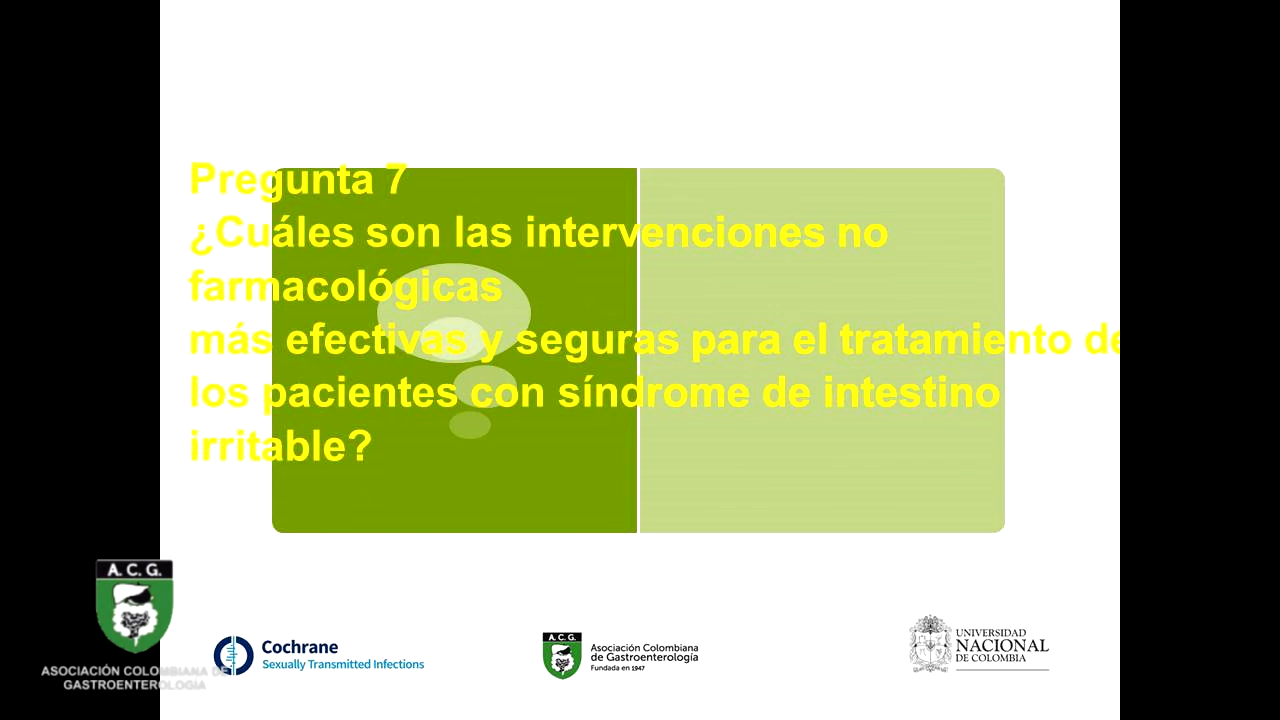 Pregunta 7
¿Cuáles son las intervenciones no
farmacológicas
más efectivas y seguras para el tratamiento de
los pacientes con síndrome de intestino
irritable?
A. C. G.
ASOCIACIÓN COLOMBIANA DE
GASTROENTEROLOGÍA
Cochrane
Sexually Transmitted Infections
A. C. G.
Asociación Colombiana
de Gastroenterología
Fundada en 1947
UNIVERSIDAD
NACIONAL
DE COLOMBIA